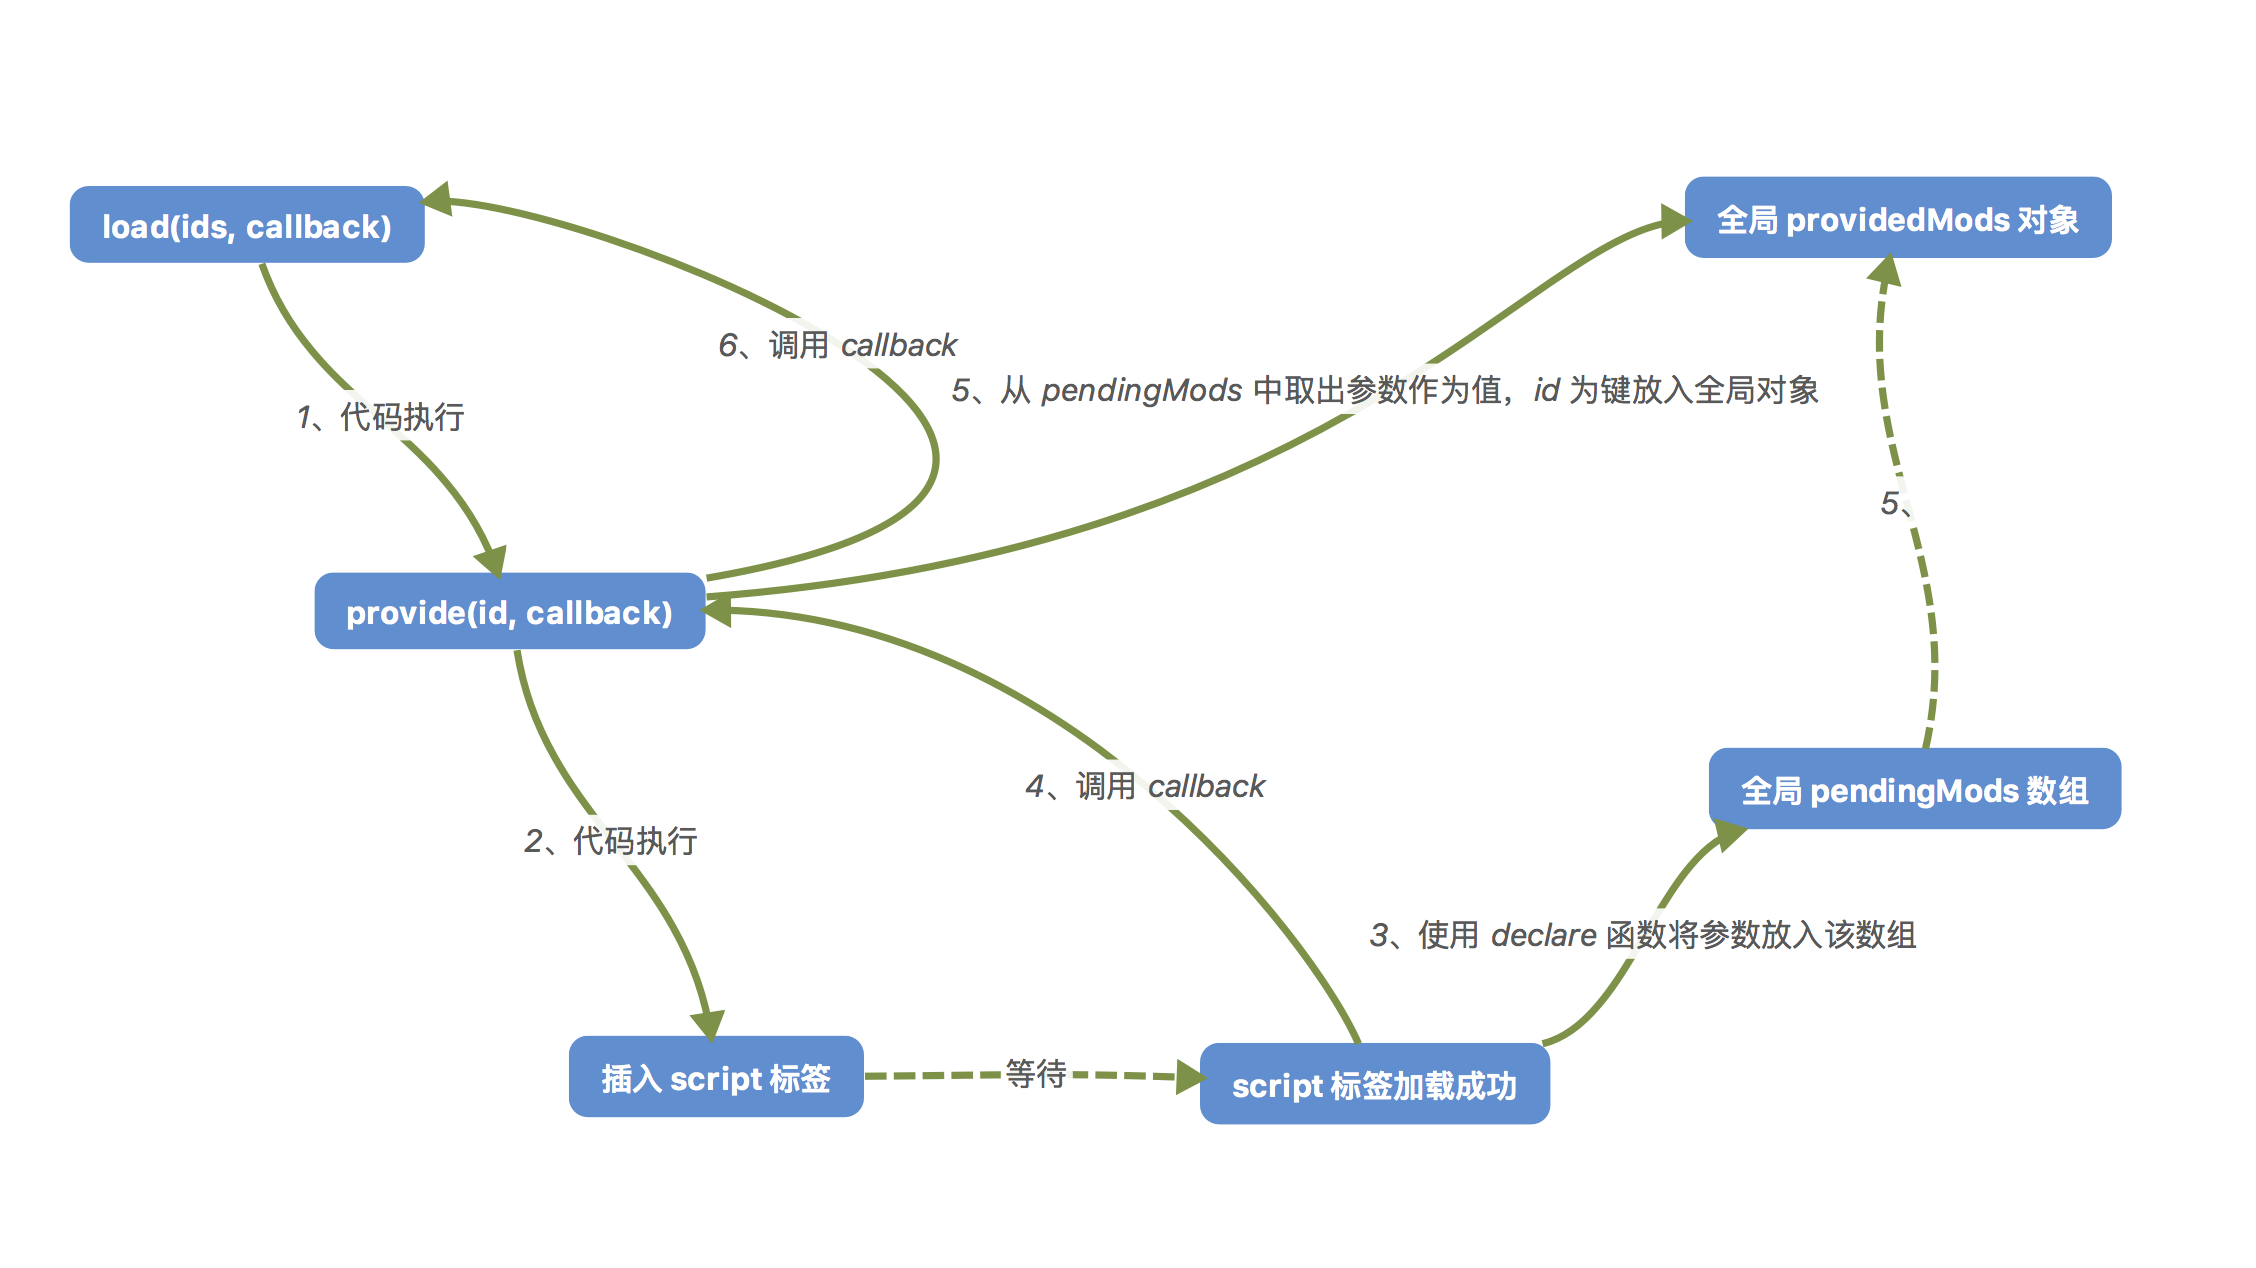 load(ids, callback)
全局 providedMods 对象
6、调用 callback
5、从 pendingMods 中取出参数作为值，id 为键放入全局对象
1、代码执行
5、
provide(id, callback)
4、调用 callback
全局 pendingMods 数组
2、代码执行
3、使用 declare 函数将参数放入该数组
插入 script 标签
等待
script 标签加载成功